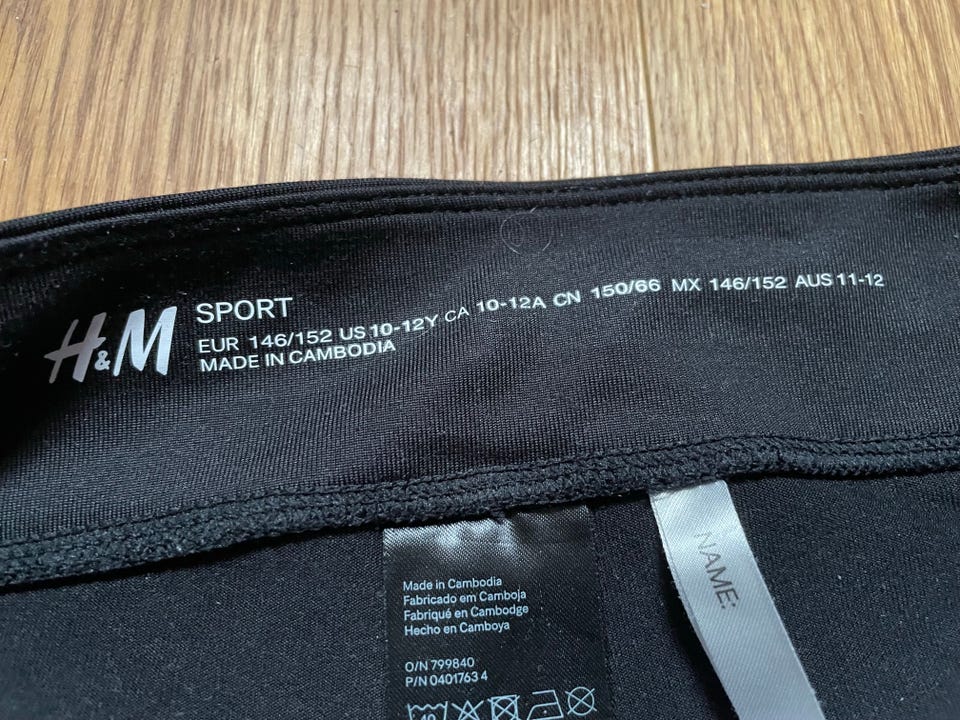 H&M
SPORT
EUR 146/152 US 10-12Y CA 10-12A CN 150/66 MX 146/152 AUS 11-12
MADE IN CAMBODIA
NAME:
Made in Cambodia
Fabricado em Camboja
Fabriqué en Cambodge
Hecho en Camboya
O/N 799840
P/N 0401763 4
40